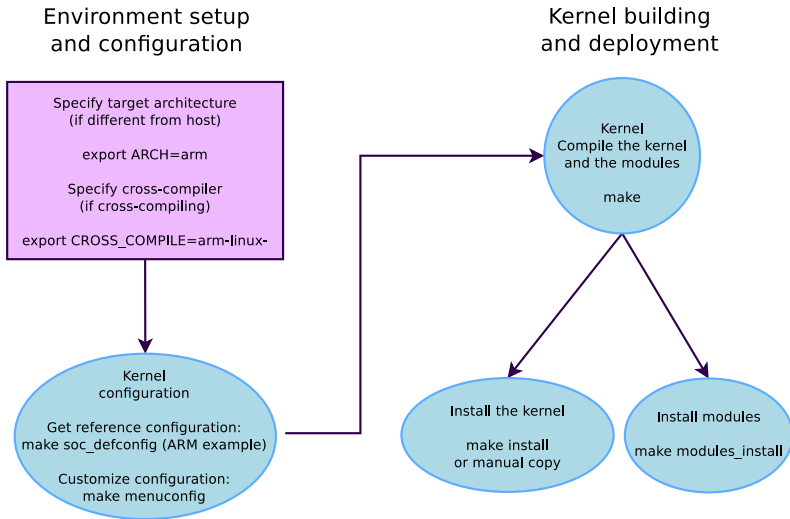 Environment setup
and configuration
Specify target architecture
(if different from host)
export ARCH=arm
Specify cross-compiler
(if cross-compiling)
export CROSS_COMPILE=arm-linux-
Kernel
configuration
Get reference configuration:
make soc_defconfig (ARM example)
Customize configuration:
make menuconfig
Kernel building
and deployment
Kernel
Compile the kernel
and the modules
make
Install the kernel
make install
or manual copy
Install modules
make modules_install